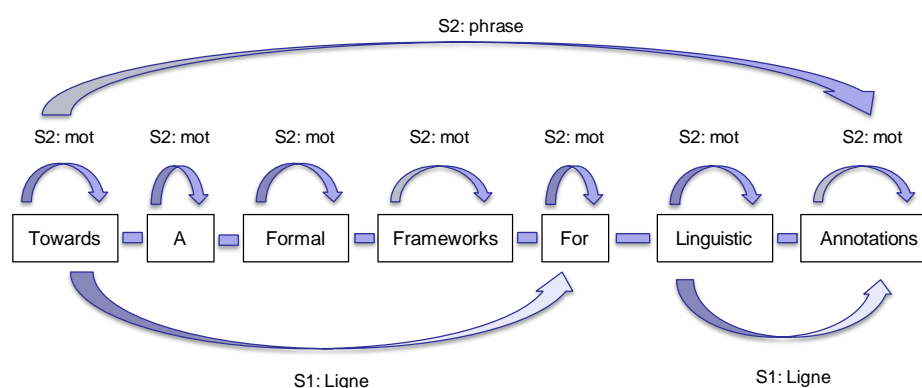 S2: phrase
S2: mot S2: mot S2: mot S2: mot S2: mot S2: mot S2: mot
Towards A Formal Frameworks For Linguistic Annotations
S1: Ligne S1: Ligne